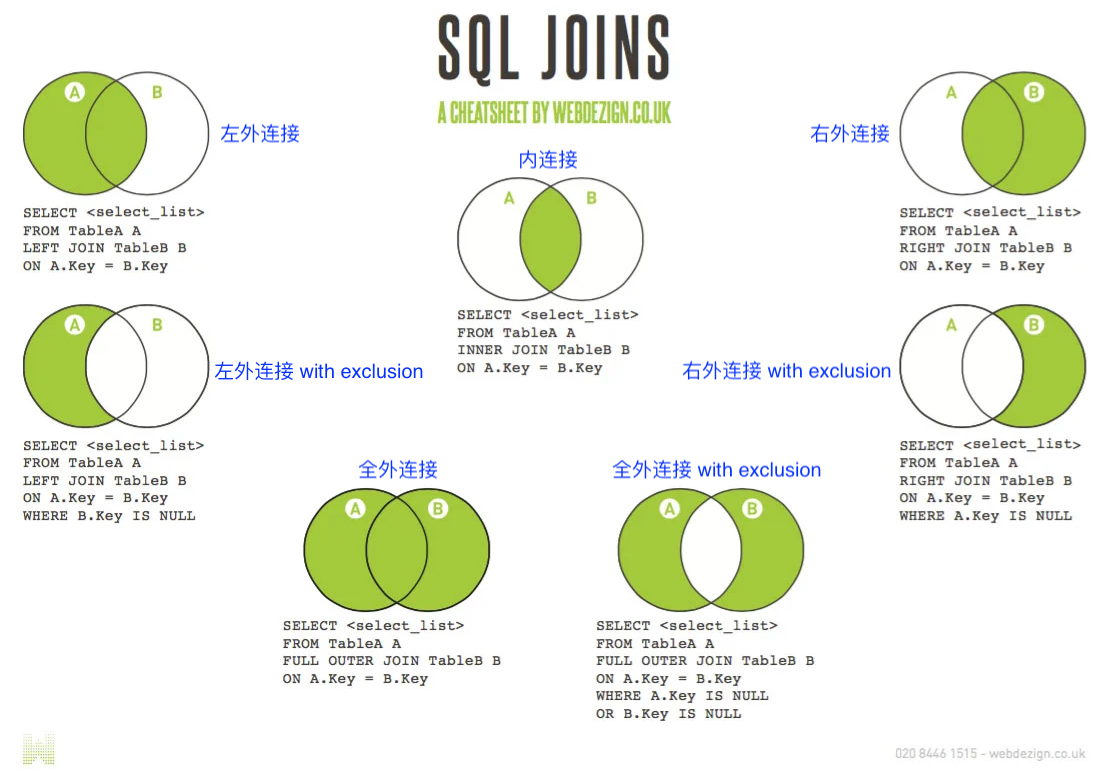 SQL JOINS
A CHEATSHEET BY WEBDEZIGN.CO.UK
A
B
左外连接
SELECT <select_list>
FROM TableA A
LEFT JOIN TableB B
ON A.Key = B.Key
内连接
A
B
SELECT <select_list>
FROM TableA A
INNER JOIN TableB B
ON A.Key = B.Key
右外连接
A
B
SELECT <select_list>
FROM TableA A
RIGHT JOIN TableB B
ON A.Key = B.Key
A
B
左外连接 with exclusion
SELECT <select_list>
FROM TableA A
LEFT JOIN TableB B
ON A.Key = B.Key
WHERE B.Key IS NULL
右外连接 with exclusion
A
B
SELECT <select_list>
FROM TableA A
RIGHT JOIN TableB B
ON A.Key = B.Key
WHERE A.Key IS NULL
全外连接
A
B
SELECT <select_list>
FROM TableA A
FULL OUTER JOIN TableB B
ON A.Key = B.Key
全外连接 with exclusion
A
B
SELECT <select_list>
FROM TableA A
FULL OUTER JOIN TableB B
ON A.Key = B.Key
WHERE A.Key IS NULL
OR B.Key IS NULL
W
020 8446 1515 - webdezign.co.uk